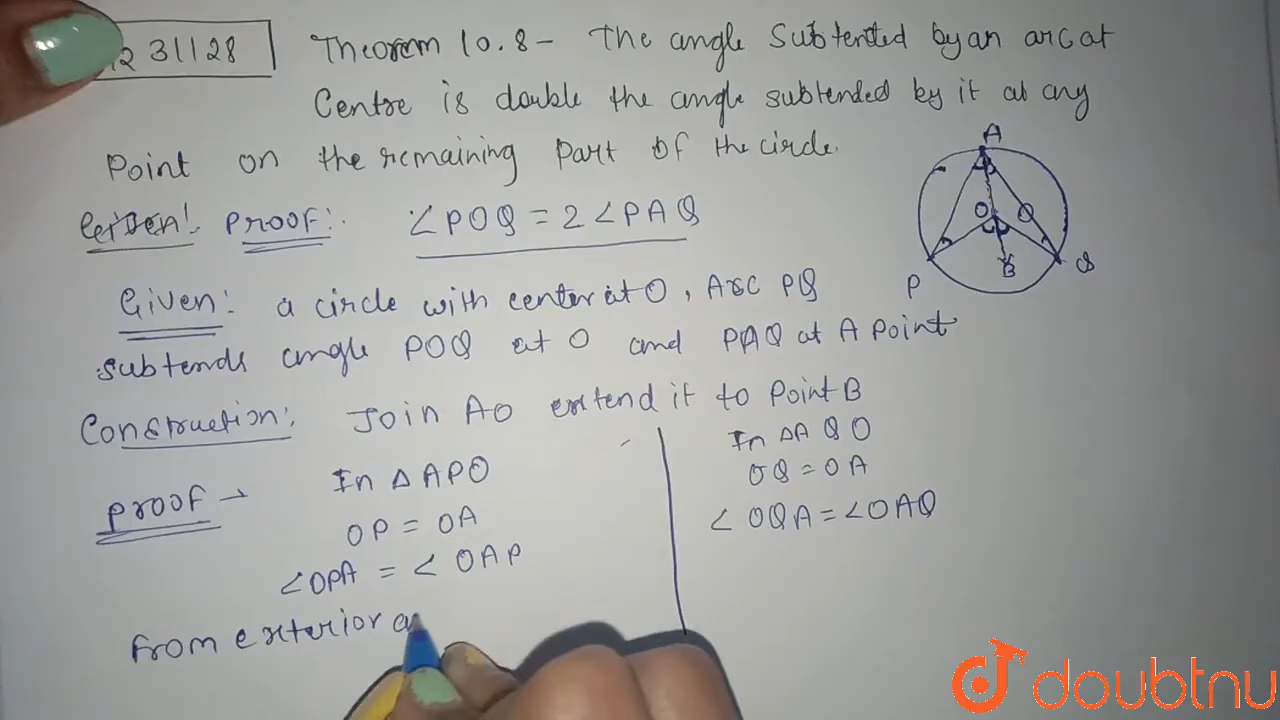 31128
Theorem 10.8 - The angle Subtended by an arc at
Centre is double the angle subtended by it at any
Point on the remaining Part of the circle.
PROOF: ∠POQ = 2∠PAQ
Given: a circle with center at O, Arc PQ
subtends angle POQ at O and PAQ at A point
Construction: Join AO extend it to Point B
Proof → In △APO
OP = OA
∠OPA = ∠OAP
from exterior a
In △AQO
OQ = OA
∠OQA = ∠OAQ
A
O
B
P
Q
doubtnu